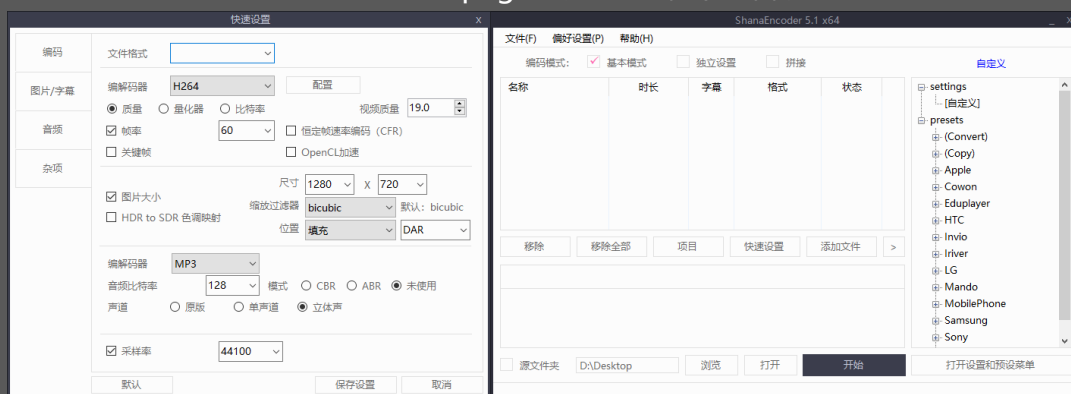 快速设置 x
编码
图片/字幕
音频
杂项
文件格式
编解码器 H264 配置
质量 量化器 比特率 视频质量 19.0
帧率 60 恒定帧速率编码 (CFR)
关键帧 OpenCL加速
尺寸 1280 X 720
图片大小
缩放过滤器 bicubic 默认: bicubic
HDR to SDR 色调映射
位置 填充 DAR
编解码器 MP3
音频比特率 128 模式 CBR ABR 未使用
声道 原版 单声道 立体声
采样率 44100
默认 保存设置 取消
ShanaEncoder 5.1 x64
文件(F) 偏好设置(P) 帮助(H)
编码模式: 基本模式 独立设置 拼接 自定义
名称 时长 字幕 格式 状态
settings
[自定义]
presets
(Convert)
(Copy)
Apple
Cowon
Eduplayer
HTC
Invio
Iriver
LG
Mando
MobilePhone
Samsung
Sony
移除 移除全部 项目 快速设置 添加文件 >
源文件夹 D:\Desktop 浏览 打开 开始 打开设置和预设菜单